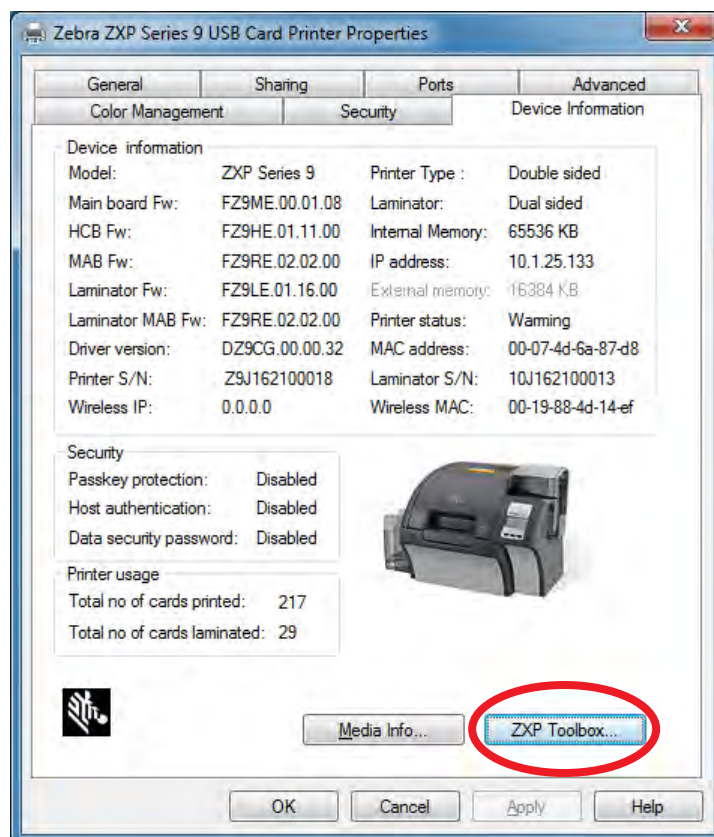 Zebra ZXP Series 9 USB Card Printer Properties
General Sharing Ports Advanced
Color Management Security Device Information
Device information
Model: ZXP Series 9 Printer Type : Double sided
Main board Fw: FZ9ME.00.01.08 Laminator: Dual sided
HCB Fw: FZ9HE.01.11.00 Internal Memory: 65536 KB
MAB Fw: FZ9RE.02.02.00 IP address: 10.1.25.133
Laminator Fw: FZ9LE.01.16.00 External memory: 16384 KB
Laminator MAB Fw: FZ9RE.02.02.00 Printer status: Warning
Driver version: DZ9CG.00.00.32 MAC address: 00-07-4d-6a-87-d8
Printer S/N: Z9J162100018 Laminator S/N: 10J162100013
Wireless IP: 0.0.0.0 Wireless MAC: 00-19-88-4d-14-ef
Security
Passkey protection: Disabled
Host authentication: Disabled
Data security password: Disabled
Printer usage
Total no of cards printed: 217
Total no of cards laminated: 29
Media Info... ZXP Toolbox...
OK Cancel Apply Help